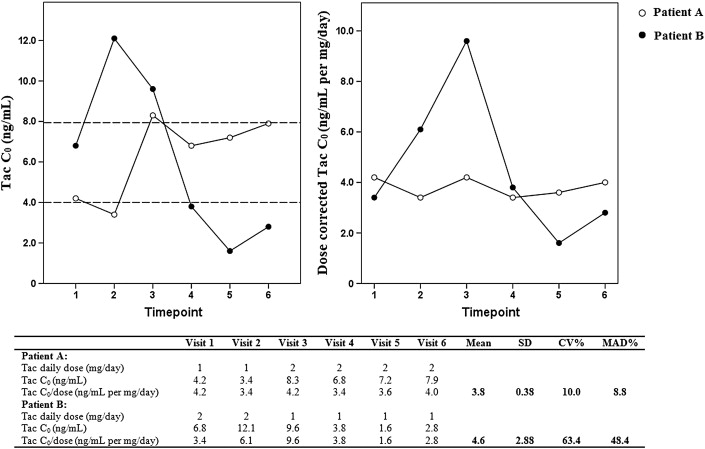 Patient A
Patient B
Tac C₀ (ng/mL)
12.0
10.0
8.0
6.0
4.0
2.0
0
1 2 3 4 5 6
Timepoint
Dose corrected Tac C₀ (ng/mL per mg/day)
10.0
8.0
6.0
4.0
2.0
0
1 2 3 4 5 6
Timepoint
Visit 1 Visit 2 Visit 3 Visit 4 Visit 5 Visit 6 Mean SD CV% MAD%
Patient A:
Tac daily dose (mg/day) 1 1 2 2 2 2
Tac C₀ (ng/mL) 4.2 3.4 8.3 6.8 7.2 7.9
Tac C₀/dose (ng/mL per mg/day) 4.2 3.4 4.2 3.4 3.6 4.0 3.8 0.38 10.0 8.8
Patient B:
Tac daily dose (mg/day) 2 2 1 1 1 1
Tac C₀ (ng/mL) 6.8 12.1 9.6 3.8 1.6 2.8
Tac C₀/dose (ng/mL per mg/day) 3.4 6.1 9.6 3.8 1.6 2.8 4.6 2.88 63.4 48.4